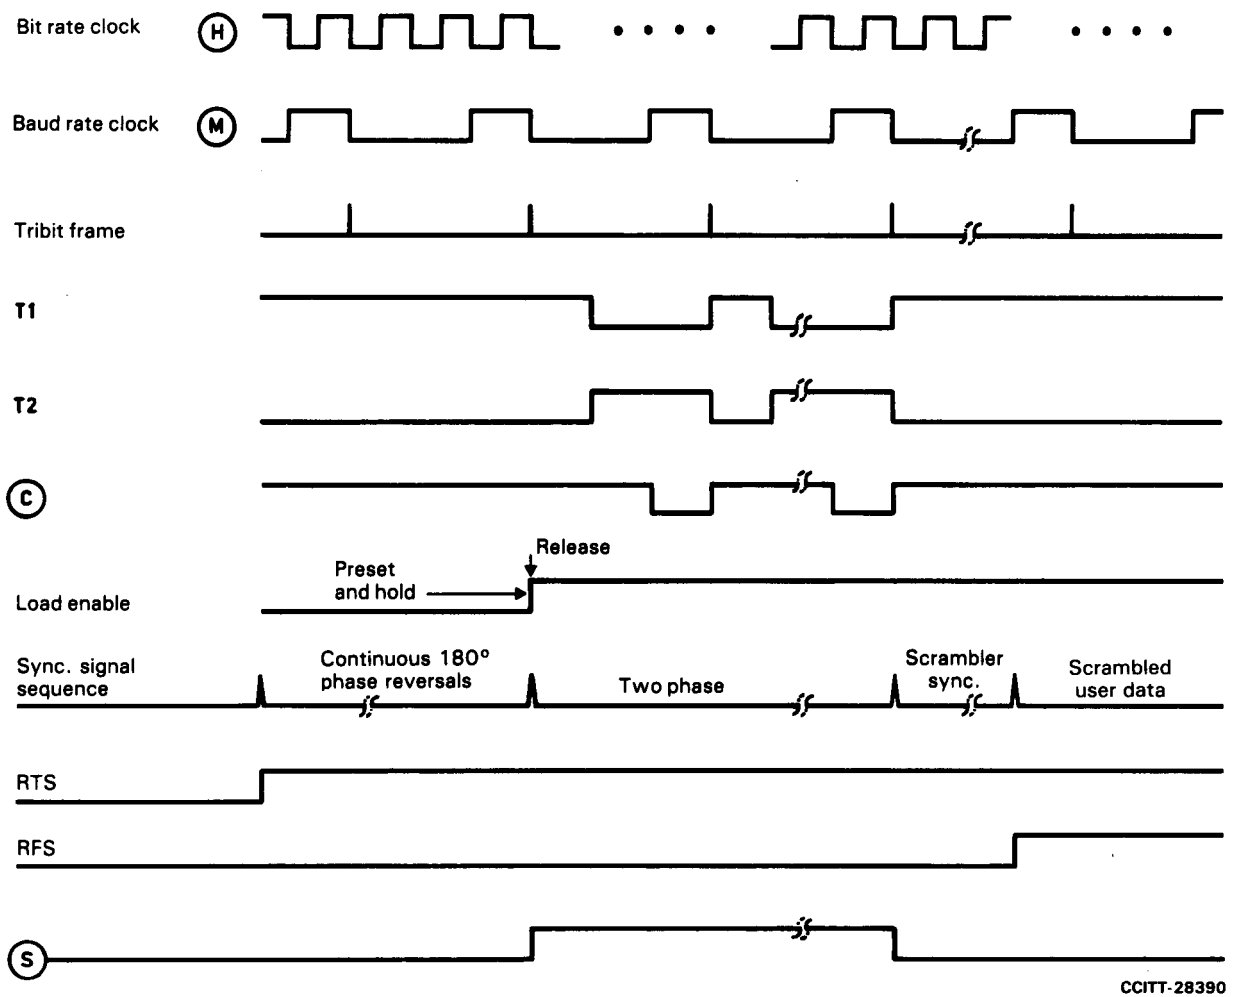 Bit rate clock
H
Baud rate clock
M
Tribit frame
T1
T2
C
Release
Preset
and hold
Load enable
Sync. signal
sequence
Continuous 180°
phase reversals
Two phase
Scrambler
sync.
Scrambled
user data
RTS
RFS
S
CCITT-28390